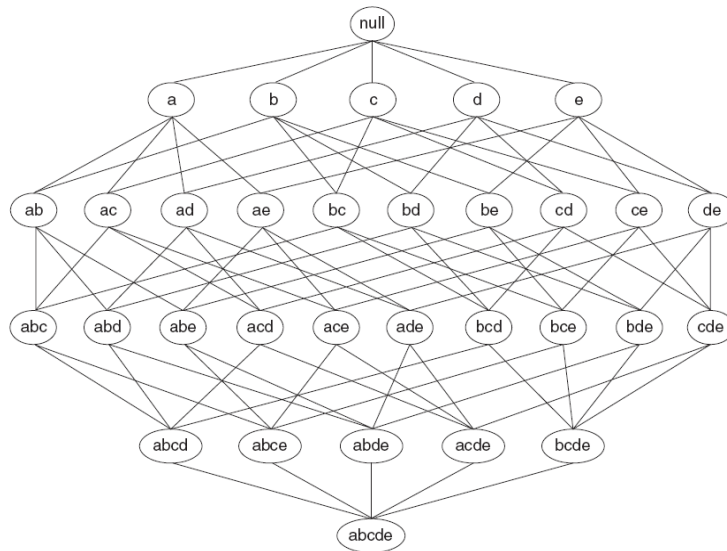 null
a b c d e
ab ac ad ae bc bd be cd ce de
abc abd abe acd ace ade bcd bce bde cde
abcd abce abde acde bcde
abcde